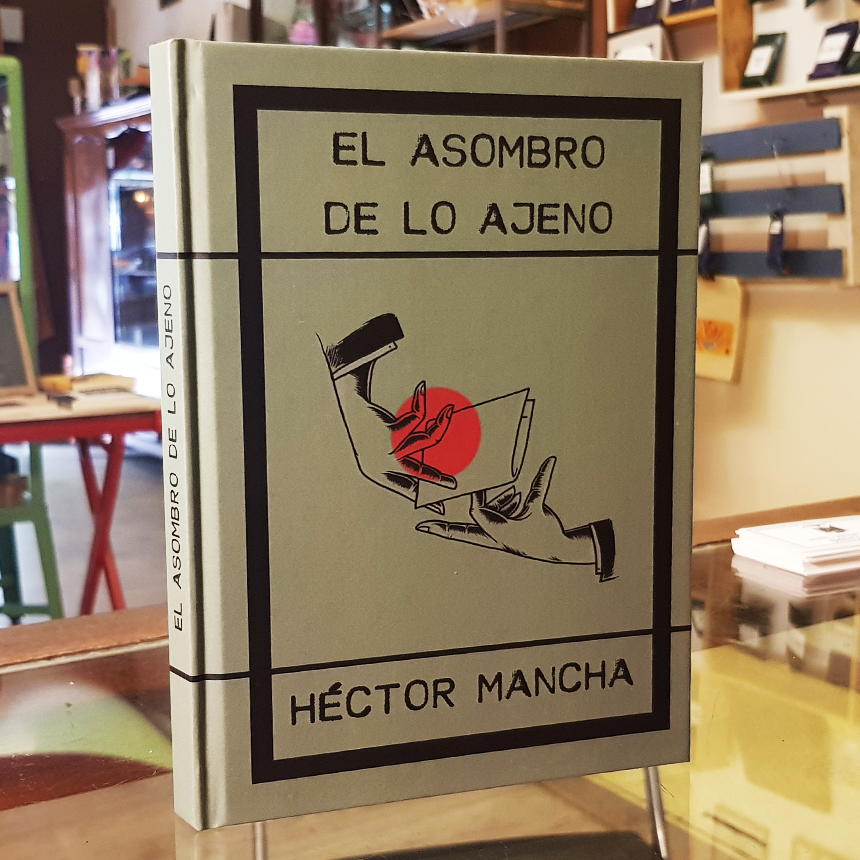 EL ASOMBRO
DE LO AJENO
HÉCTOR MANCHA
EL ASOMBRO DE LO AJENO